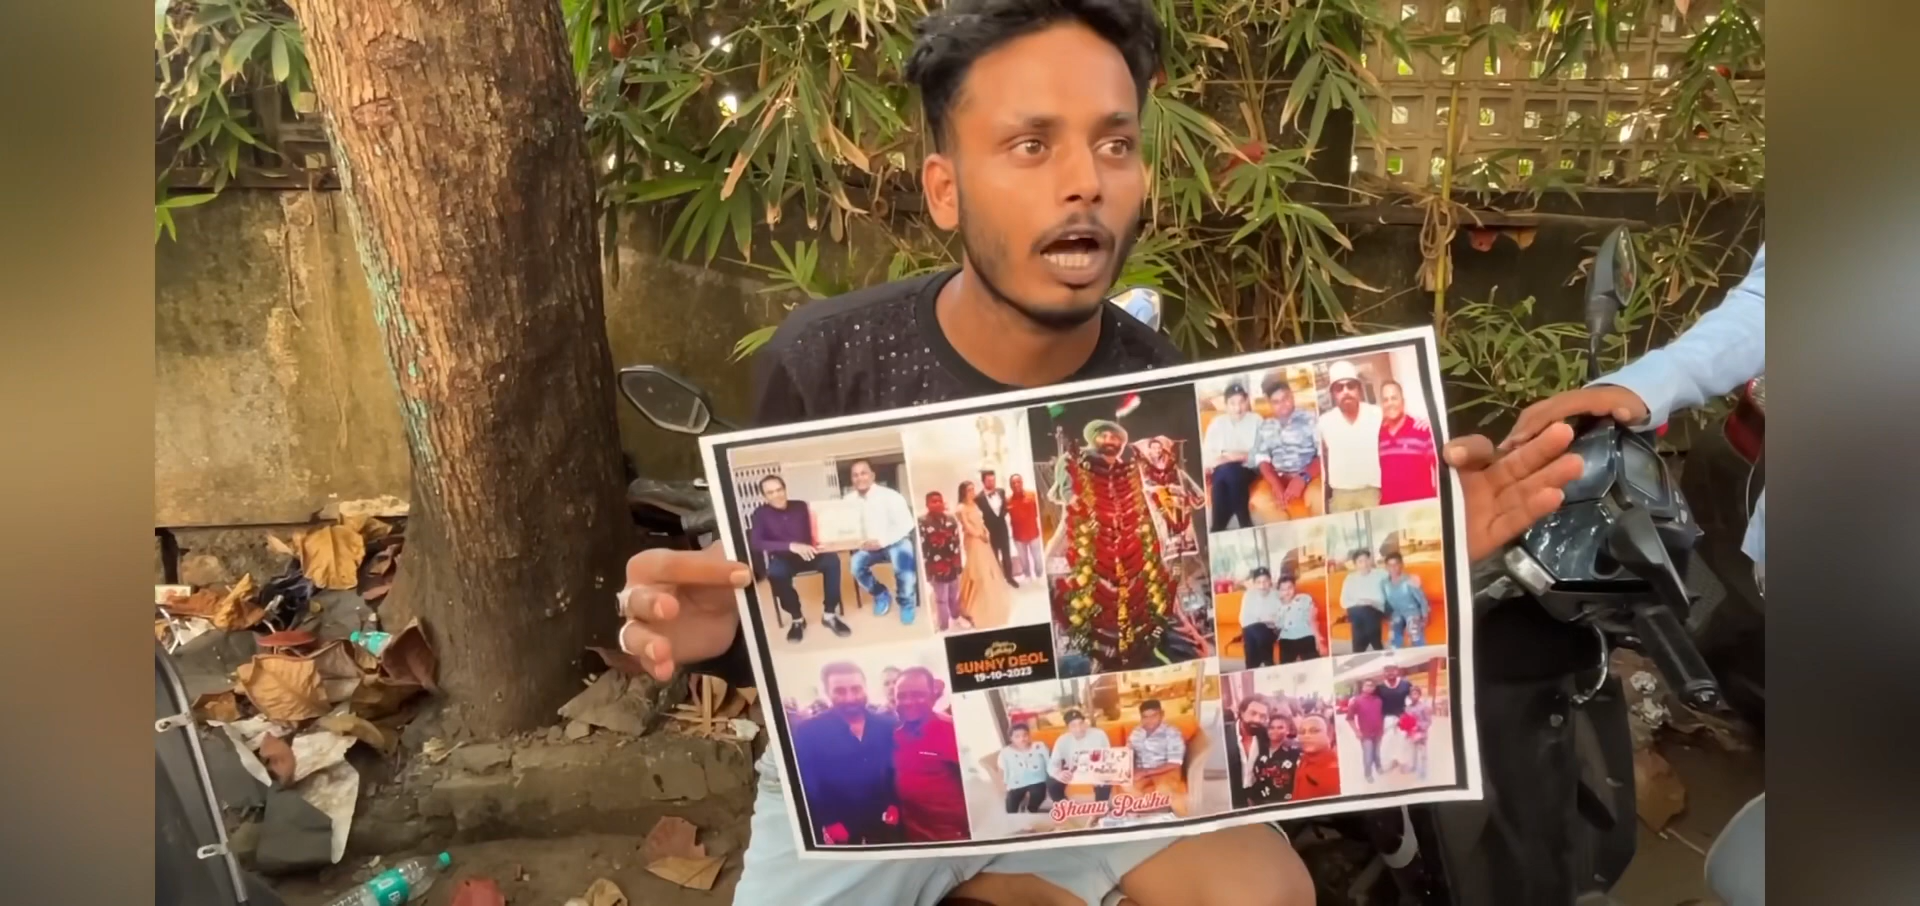 Happy
Birthday
SUNNY DEOL
19-10-2023
Shanu Pasha